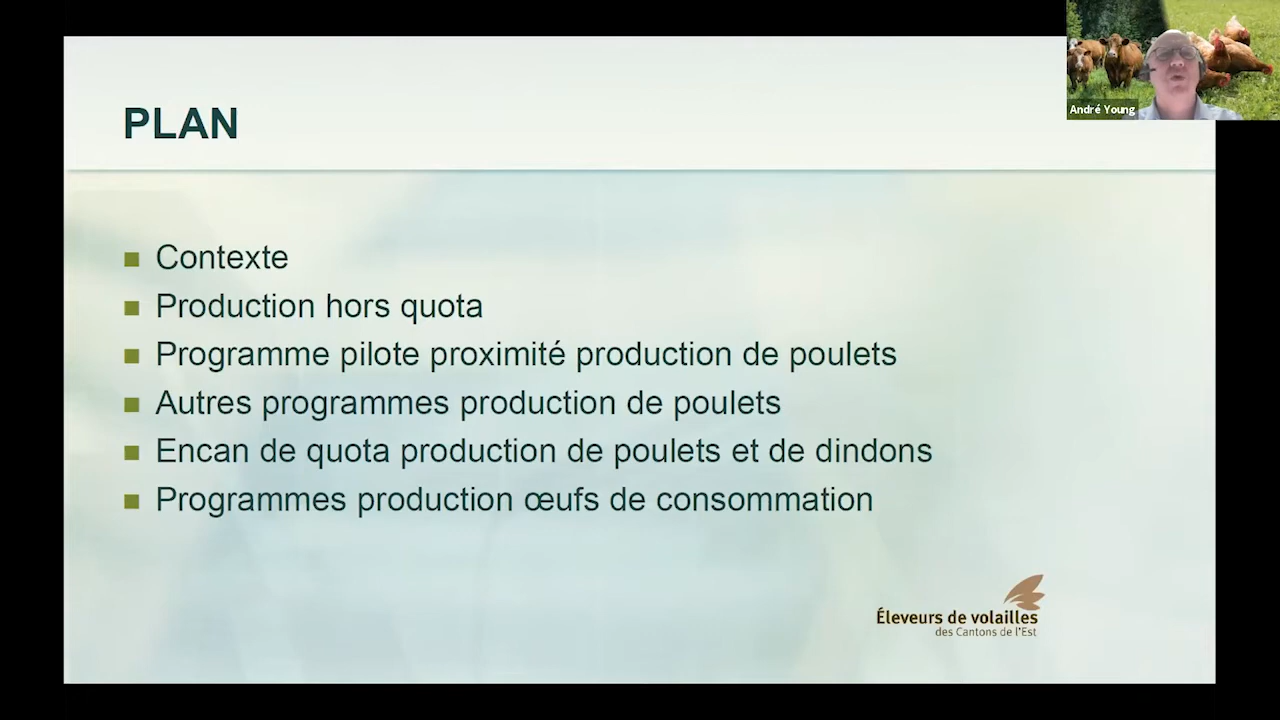 André Young
PLAN
Contexte
Production hors quota
Programme pilote proximité production de poulets
Autres programmes production de poulets
Encan de quota production de poulets et de dindons
Programmes production œufs de consommation
Éleveurs de volailles
des Cantons de l'Est